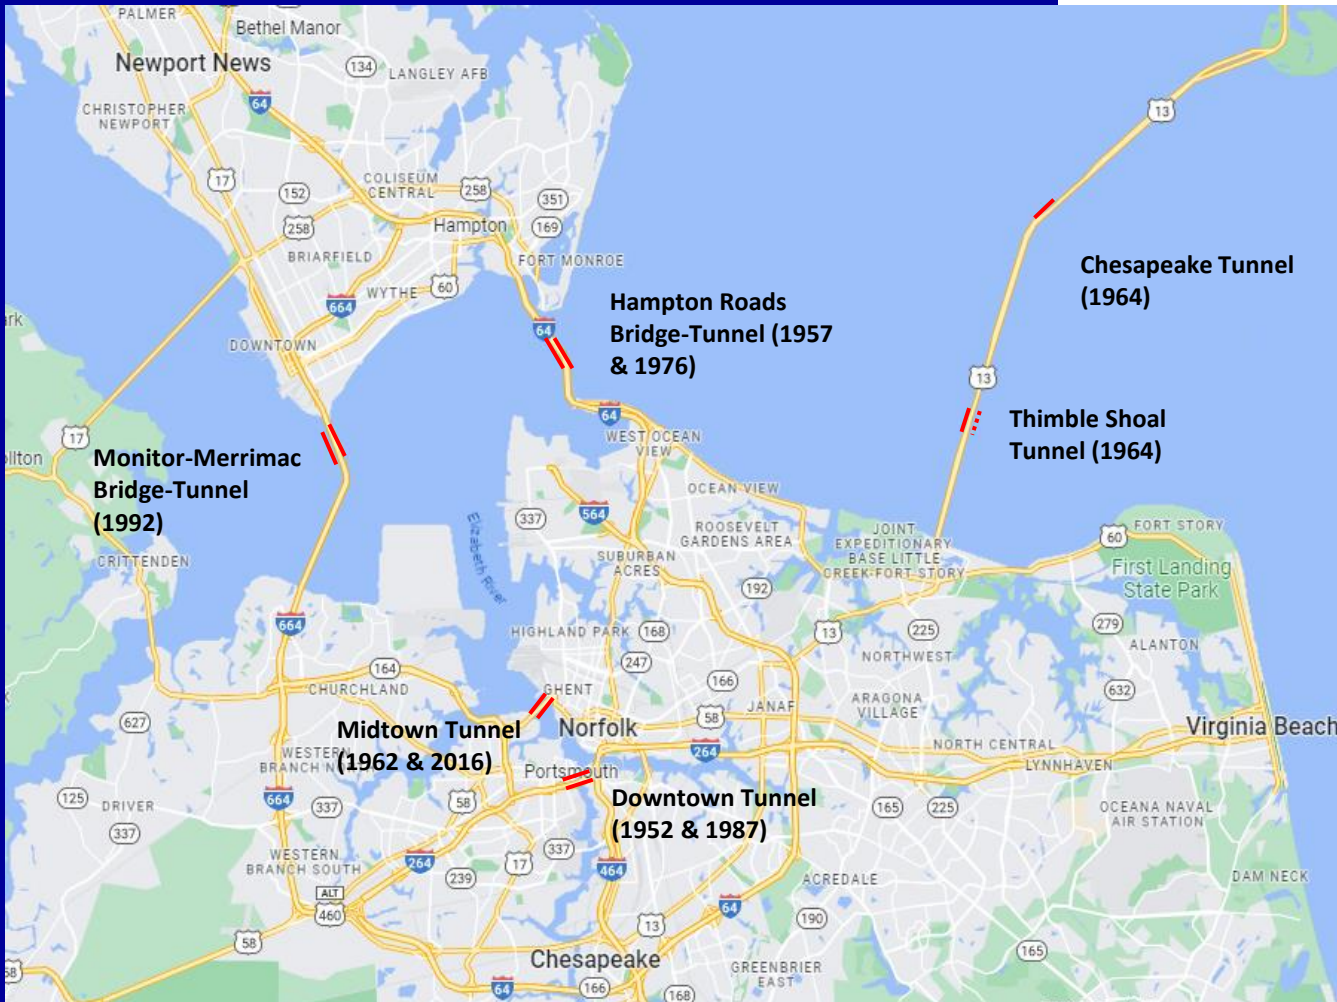 PALMER
Bethel Manor
Newport News
134
LANGLEY AFB
64
13
CHRISTOPHER
NEWPORT
17
152
COLISEUM
CENTRAL
258
351
258
Hampton
169
BRIARFIELD
FORT MONROE
WYTHE
60
664
Chesapeake Tunnel
(1964)
Hampton Roads
Bridge-Tunnel (1957
& 1976)
64
DOWNTOWN
13
64
WEST OCEAN
VIEW
Thimble Shoal
Tunnel (1964)
17
Monitor-Merrimac
Bridge-Tunnel
(1992)
OCEAN VIEW
337
564
Elizabeth River
ROOSEVELT
GARDENS AREA
JOINT
EXPEDITIONARY
BASE LITTLE
CREEK-FORT STORY
60
FORT STORY
CRITTENDEN
SUBURBAN
ACRES
First Landing
State Park
192
664
HIGHLAND PARK
168
13
225
279
ALANTON
NORTHWEST
247
164
CHURCHLAND
GHENT
166
632
ARAGONA
VILLAGE
JANAF
58
627
Midtown Tunnel
(1962 & 2016)
Norfolk
Virginia Beach
WESTERN
BRANCH N
264
NORTH CENTRAL
LYNNHAVEN
Portsmouth
125
DRIVER
664
337
58
Downtown Tunnel
(1952 & 1987)
165
225
OCEANA NAVAL
AIR STATION
337
WESTERN
BRANCH SOUTH
264
17
337
239
464
ACREDALE
DAM NECK
ALT
460
64
190
13
58
165
Chesapeake
GREENBRIER
EAST
58
64
166
168